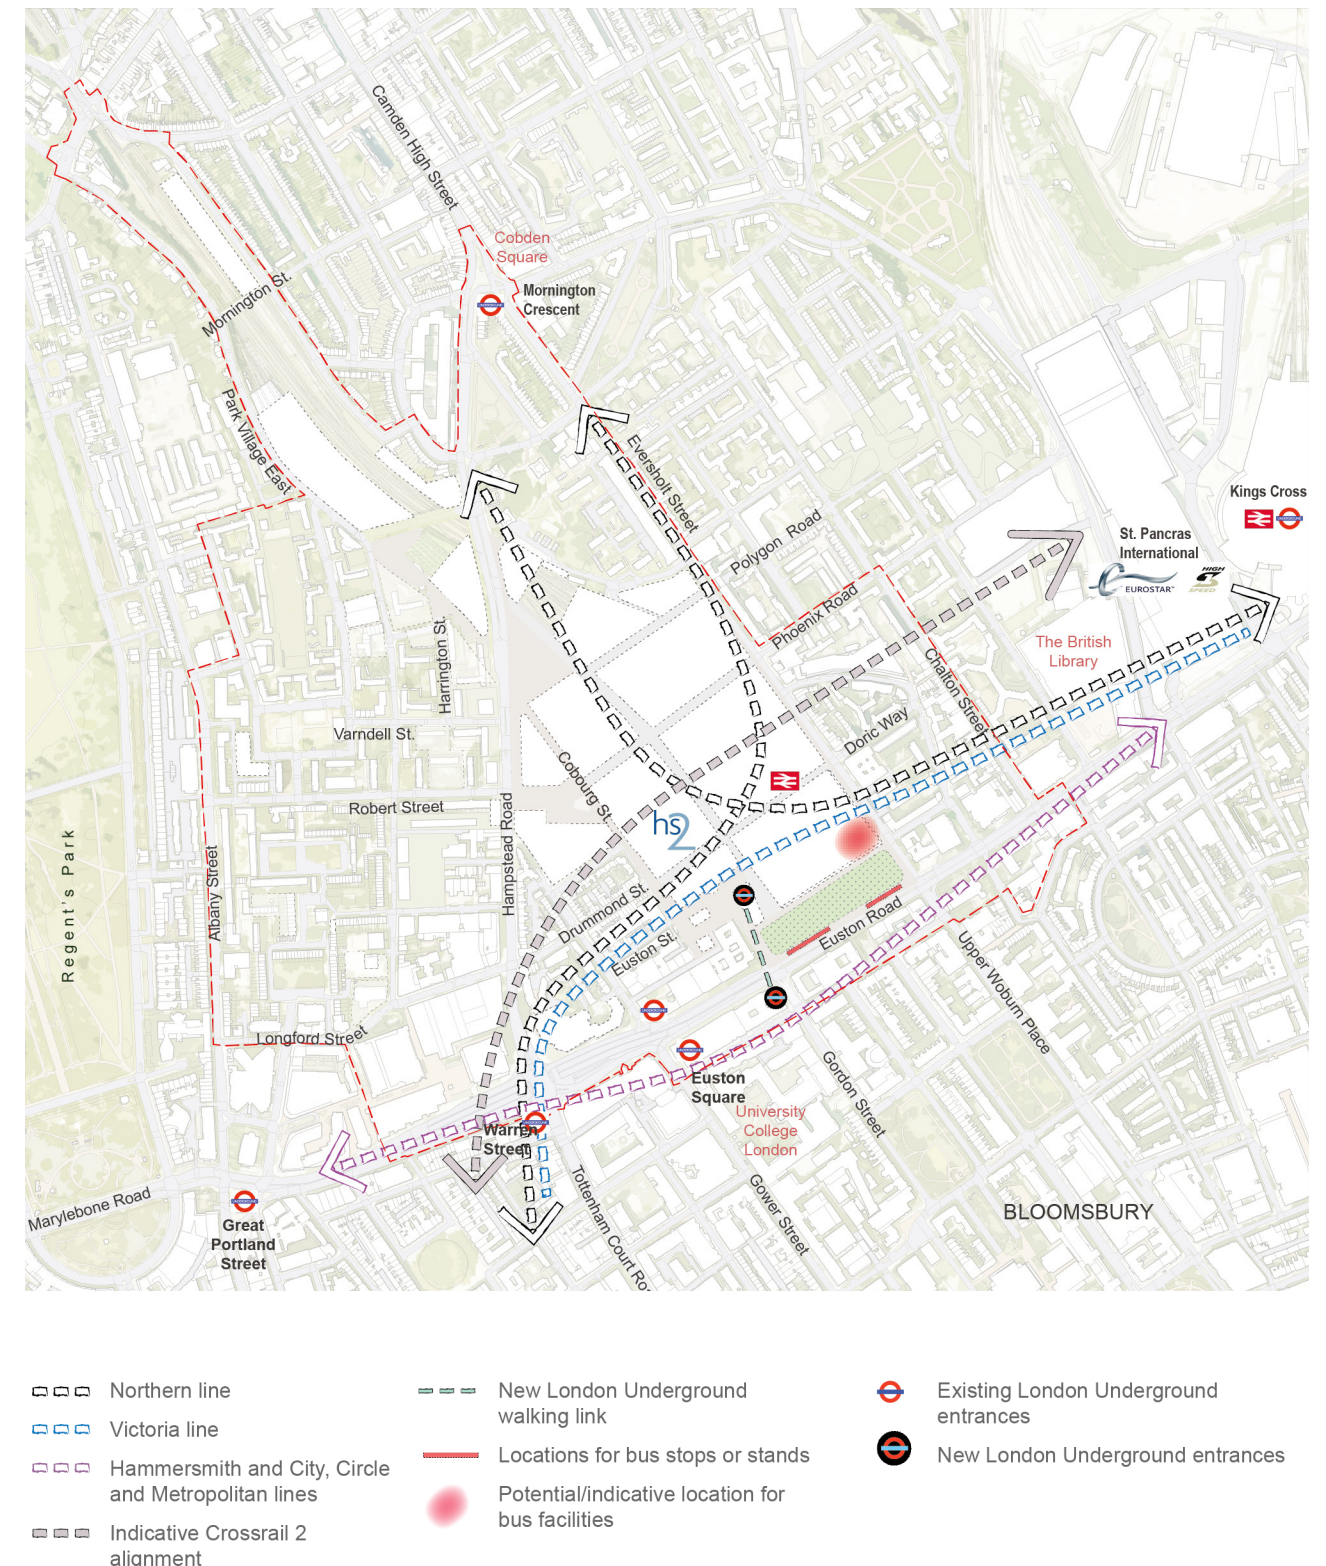 Camden High Street
Cobden
Square
Mornington
Crescent
Mornington St.
Park Village East
Eversholt Street
Polygon Road
Phoenix Road
Kings Cross
St. Pancras
International
EUROSTAR™
HIGH
SPEED
The British
Library
Chalton Street
Doric Way
Harrington St.
Varndell St.
Robert Street
Cobourg St.
Hampstead Road
hs2
Regent's Park
Albany Street
Drummond St.
Euston St.
Euston Road
Upper Woburn Place
Longford Street
Euston
Square
Gordon Street
University
College
London
Warren
Street
Gower Street
Tottenham Court Ro
BLOOMSBURY
Marylebone Road
Great
Portland
Street
Northern line
Victoria line
Hammersmith and City, Circle
and Metropolitan lines
Indicative Crossrail 2
alignment
New London Underground
walking link
Locations for bus stops or stands
Potential/indicative location for
bus facilities
Existing London Underground
entrances
New London Underground entrances